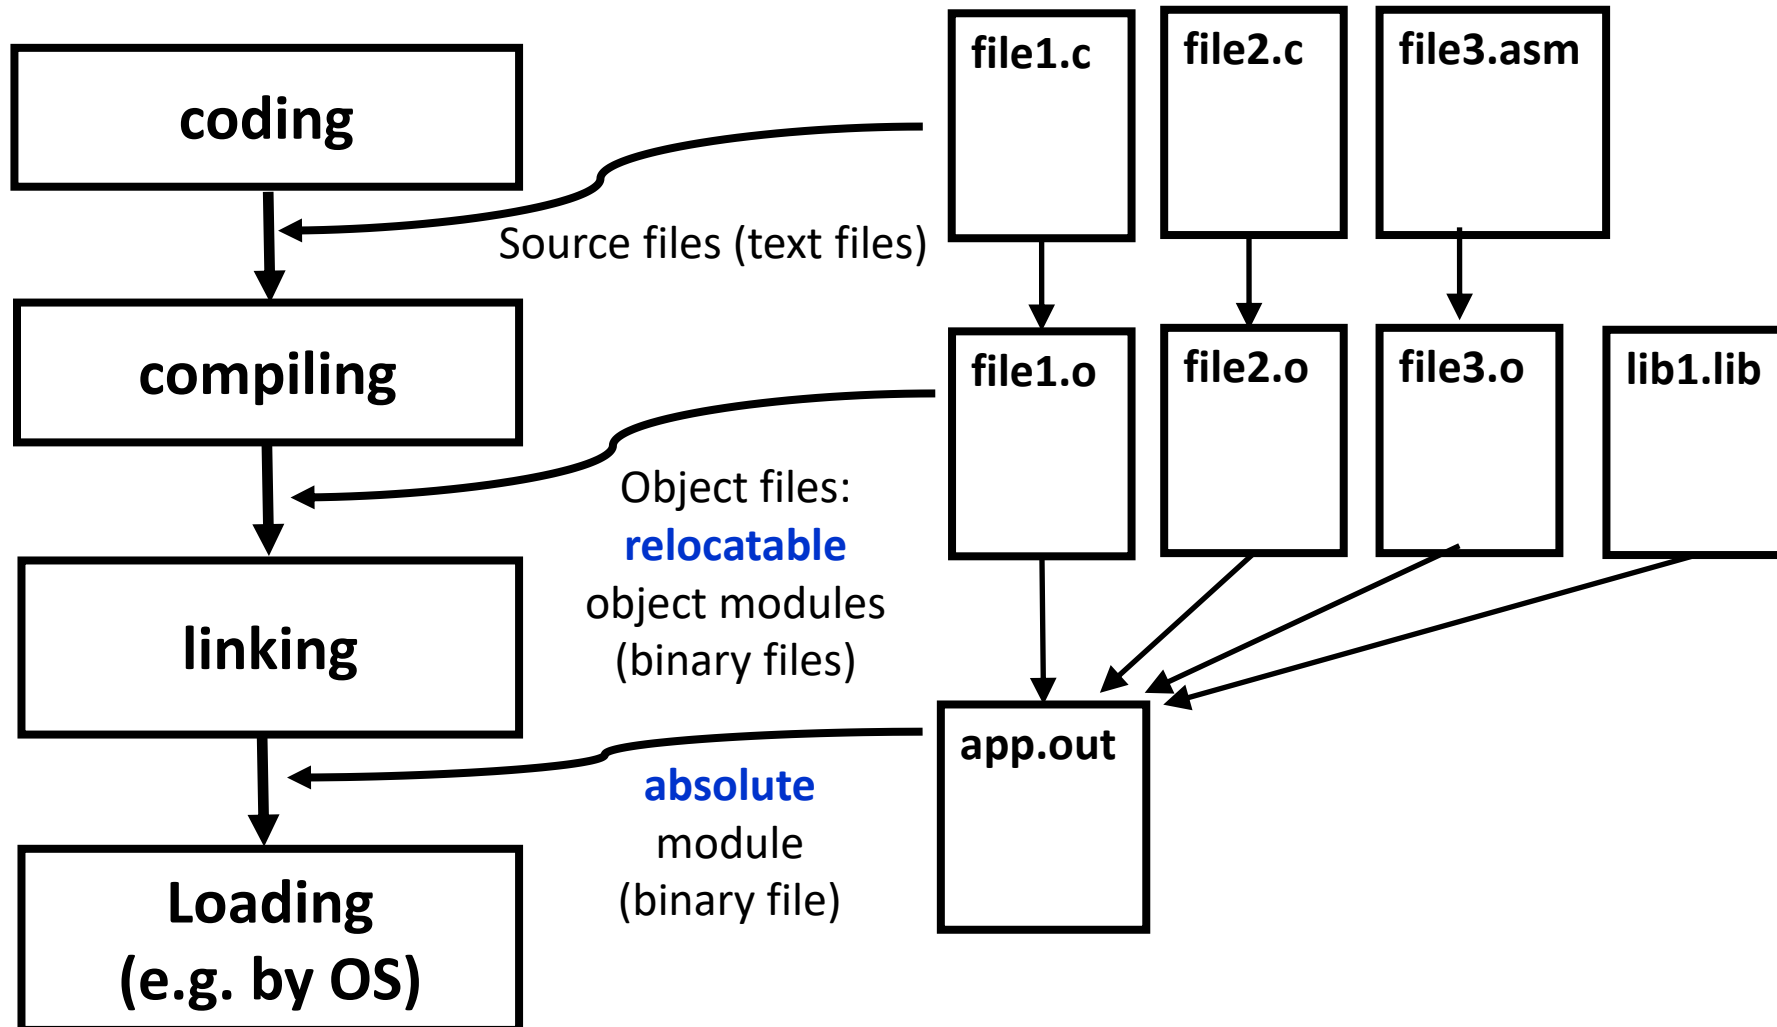 coding
file1.c
file2.c
file3.asm
Source files (text files)
compiling
file1.o
file2.o
file3.o
lib1.lib
Object files:
relocatable
object modules
(binary files)
linking
app.out
absolute
module
(binary file)
Loading
(e.g. by OS)